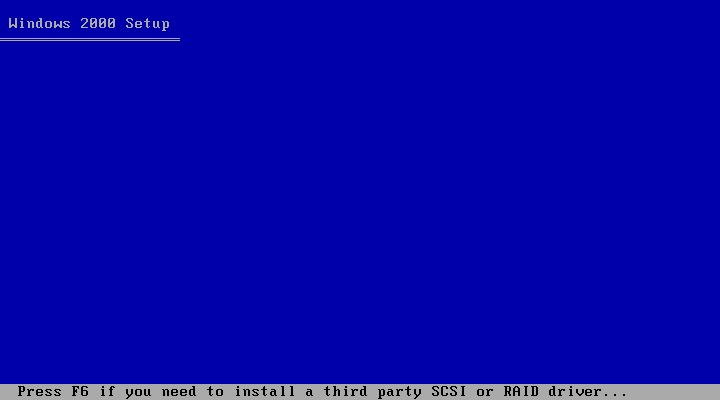 Windows 2000 Setup
Press F6 if you need to install a third party SCSI or RAID driver...